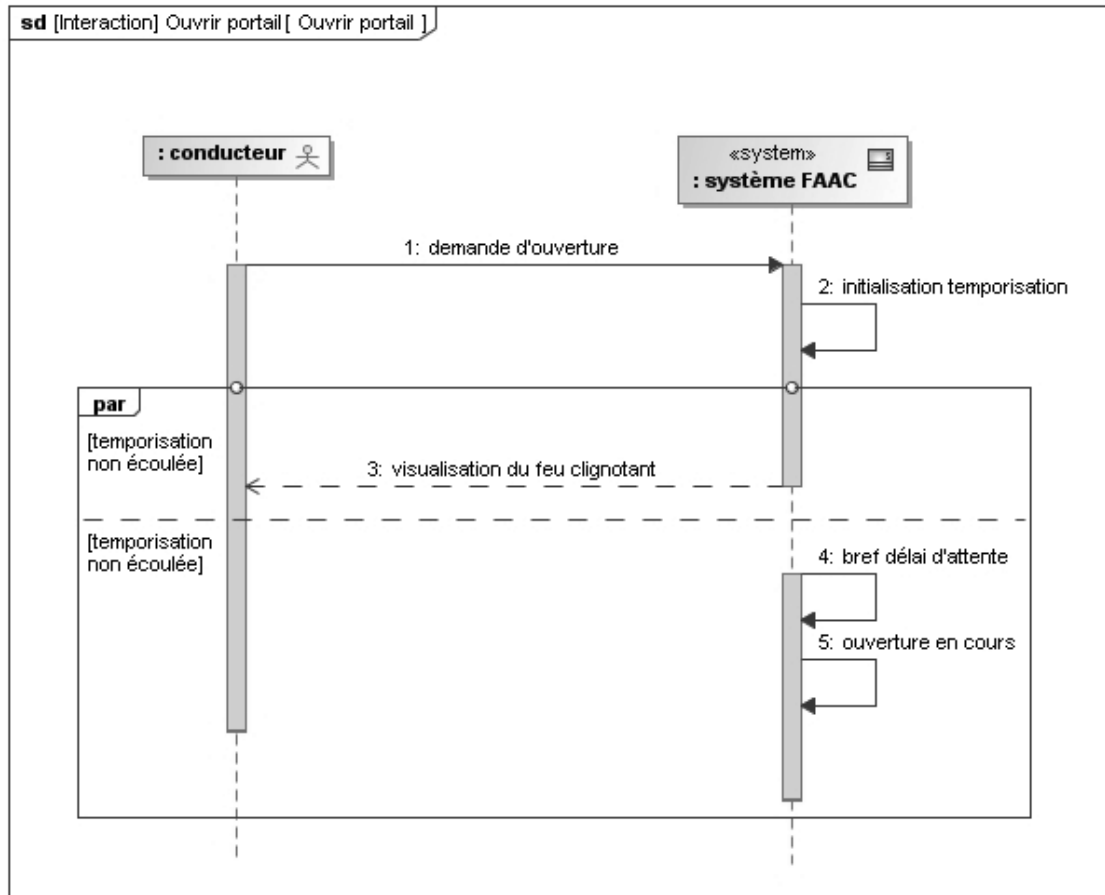 sd [Interaction] Ouvrir portail [ Ouvrir portail ]
: conducteur
«system»
: système FAAC
1: demande d'ouverture
2: initialisation temporisation
par
[temporisation
non écoulée]
3: visualisation du feu clignotant
[temporisation
non écoulée]
4: bref délai d'attente
5: ouverture en cours